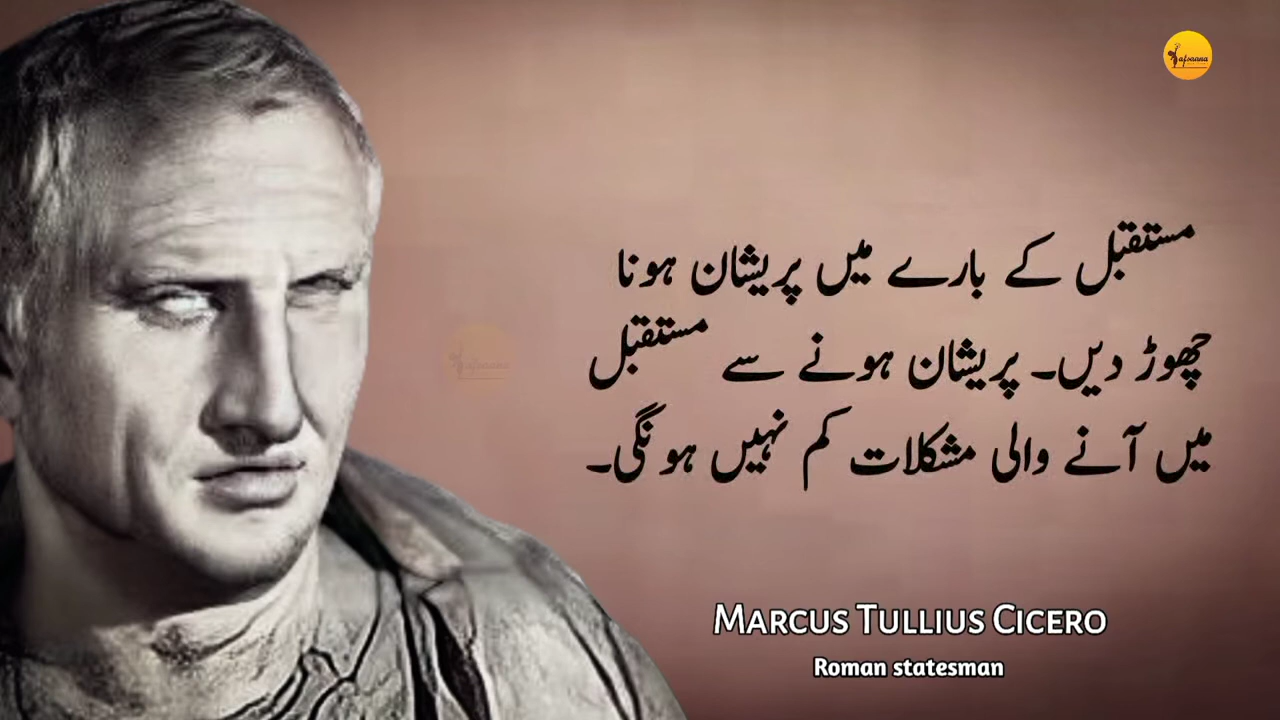 afsaana
مستقبل کے بارے میں پریشان ہونا
چھوڑ دیں۔ پریشان ہونے سے مستقبل
میں آنے والی مشکلات کم نہیں ہونگی۔
MARCUS TULLIUS CICERO
Roman statesman